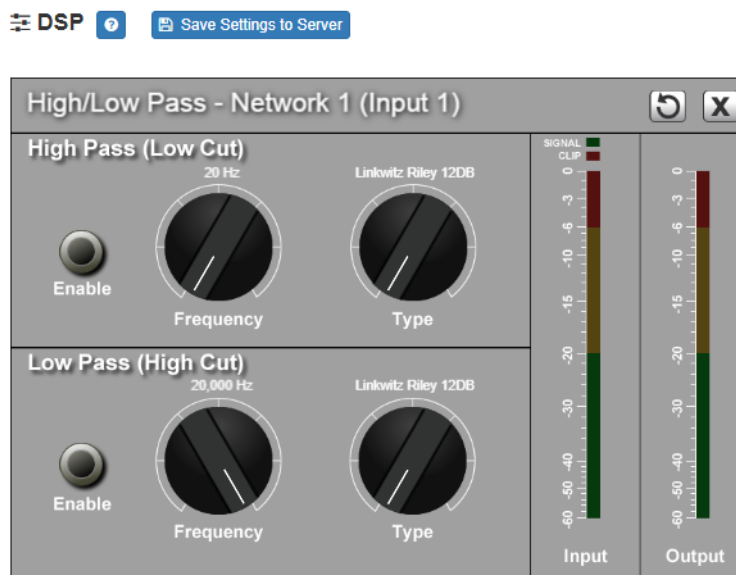 DSP ? Save Settings to Server
High/Low Pass - Network 1 (Input 1) X
High Pass (Low Cut)
20 Hz
Linkwitz Riley 12DB
Enable
Frequency
Type
Low Pass (High Cut)
20,000 Hz
Linkwitz Riley 12DB
Enable
Frequency
Type
SIGNAL
CLIP
0
-3
-6
-10
-15
-20
-30
-40
-50
-60
Input
0
-3
-6
-10
-15
-20
-30
-40
-50
-60
Output